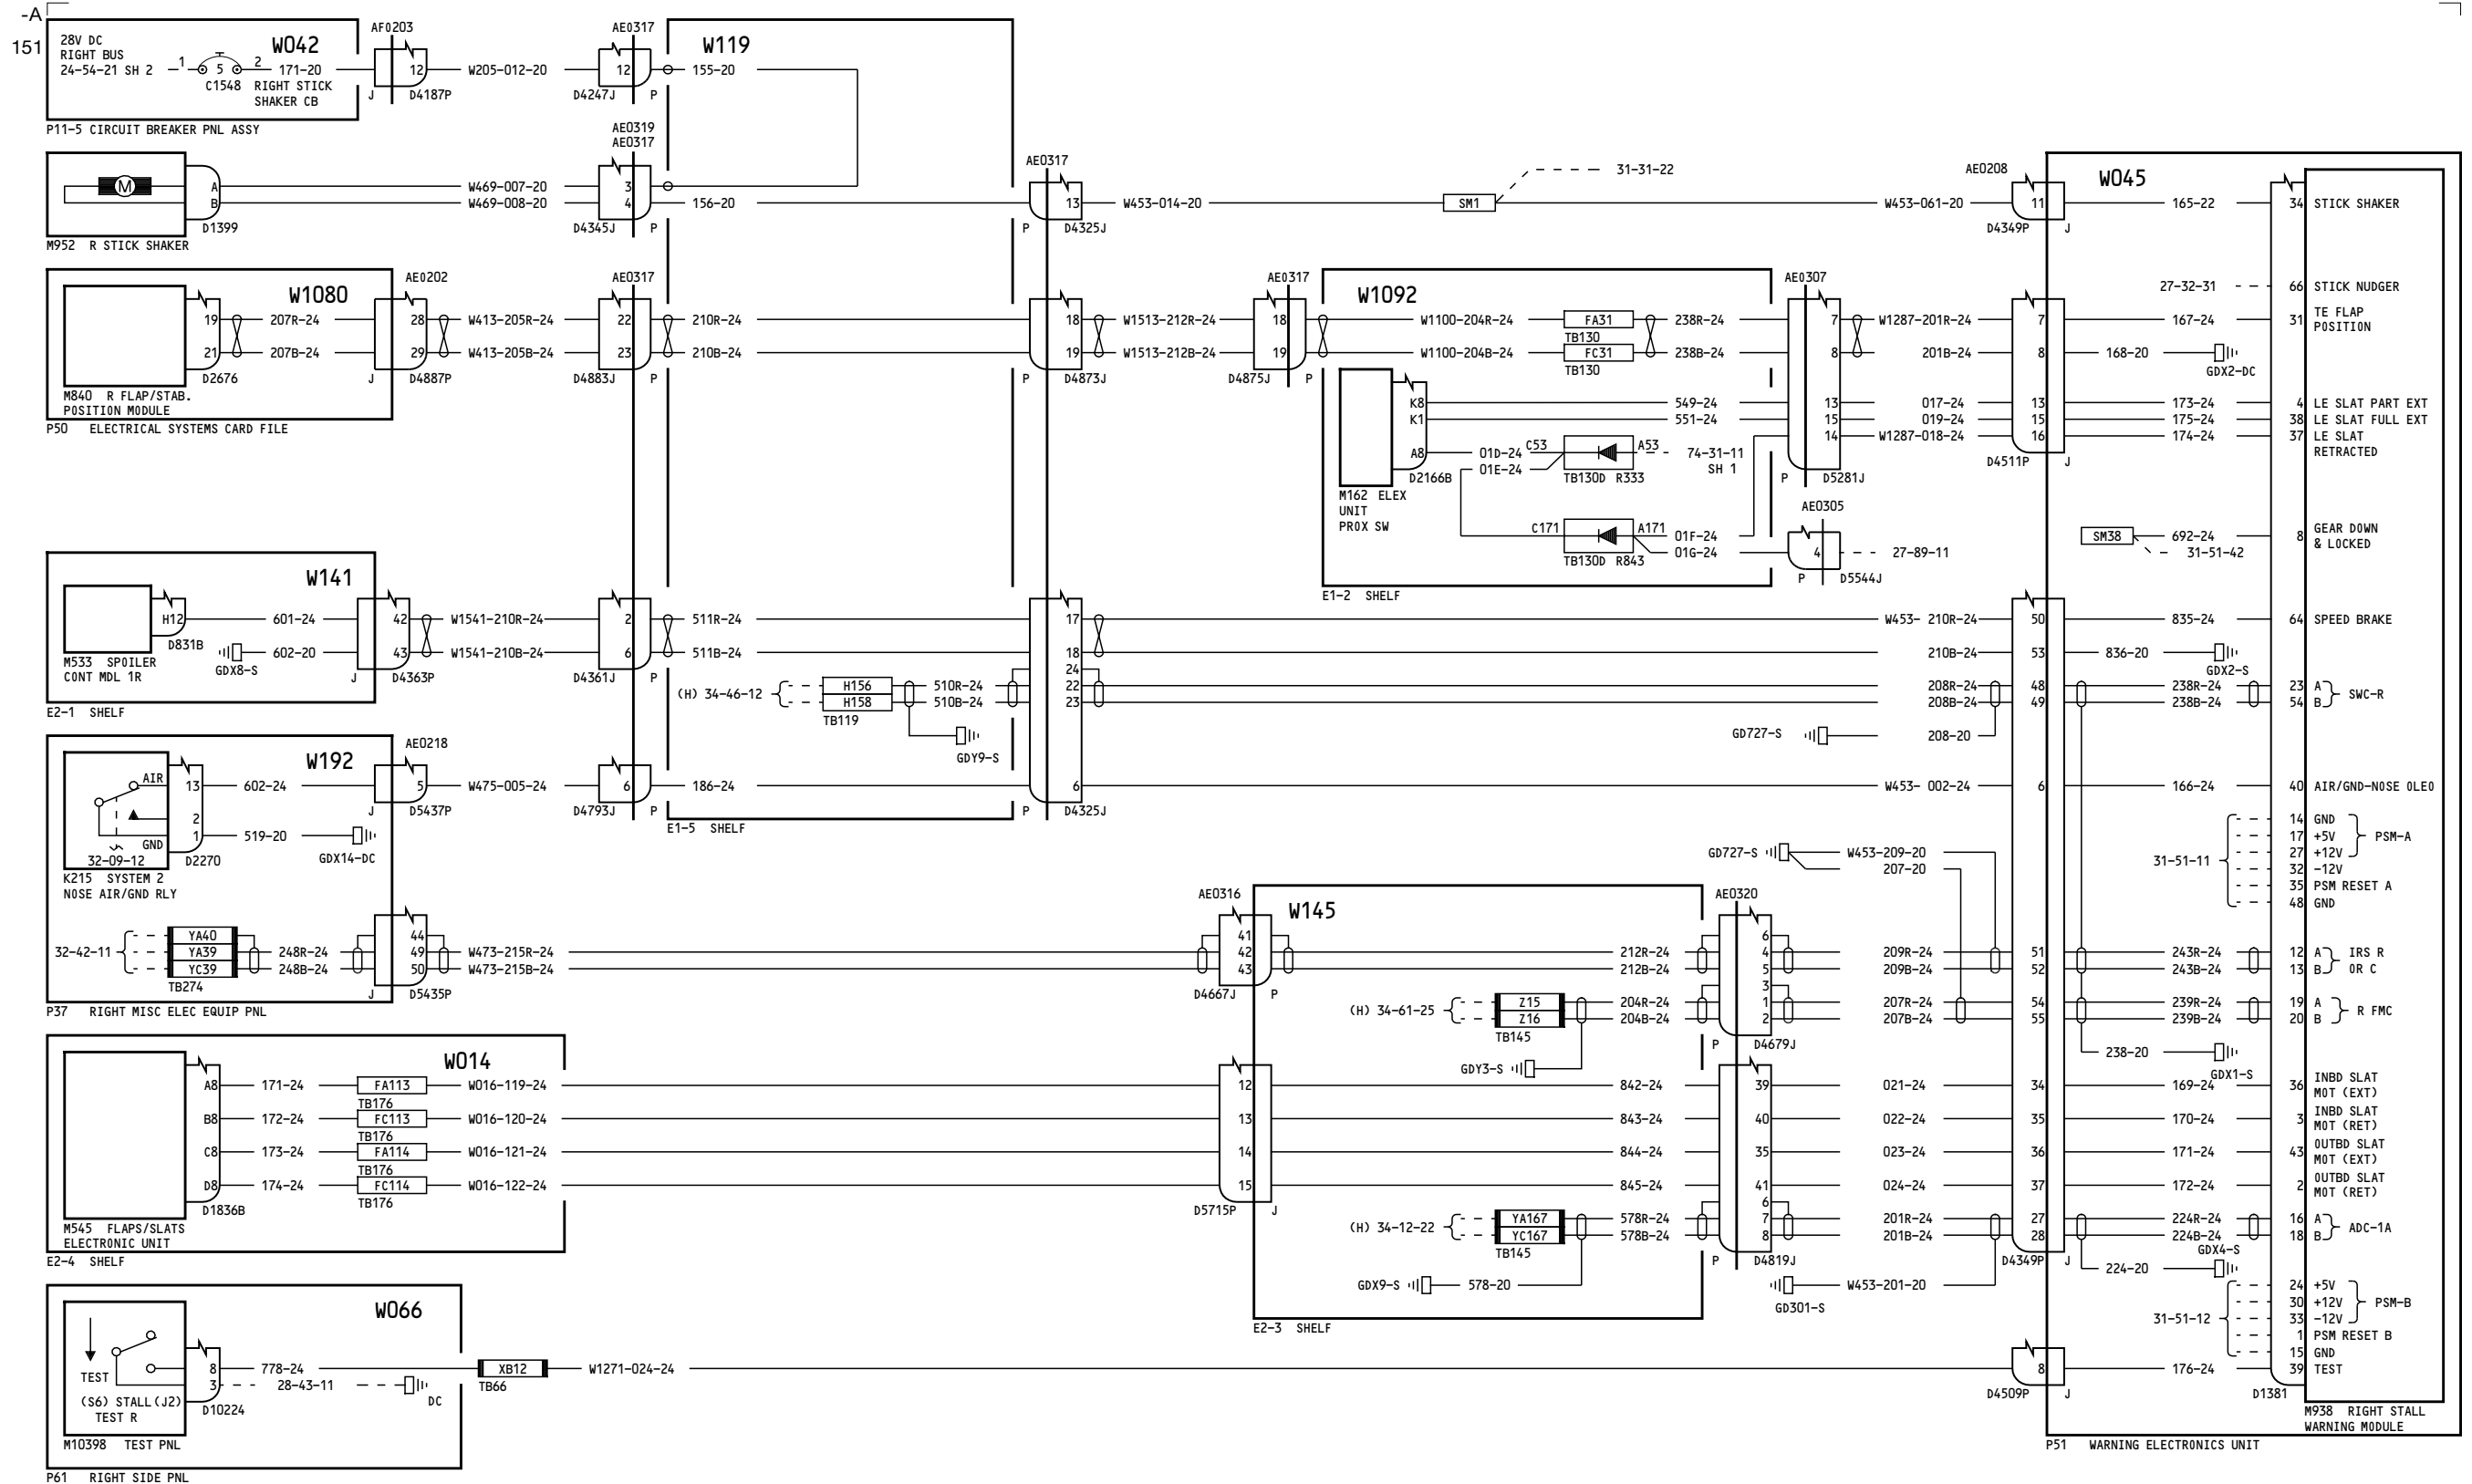 -A
151
28V DC
RIGHT BUS
24-54-21 SH 2
1
5
2
C1548
171-20
RIGHT STICK
SHAKER CB
W042
P11-5 CIRCUIT BREAKER PNL ASSY
AF0203
12
J
D4187P
W205-012-20
AE0317
12
D4247J
P
W119
155-20
M
A
B
D1399
M952 R STICK SHAKER
W469-007-20
W469-008-20
AE0319
AE0317
3
4
D4345J
P
156-20
AE0317
13
P
D4325J
W453-014-20
SM1
31-31-22
W453-061-20
AE0208
11
D4349P
J
W045
165-22
34
STICK SHAKER
W1080
19
21
D2676
207R-24
207B-24
M840 R FLAP/STAB.
POSITION MODULE
P50 ELECTRICAL SYSTEMS CARD FILE
AE0202
28
29
J
D4887P
W413-205R-24
W413-205B-24
AE0317
22
23
D4883J
P
210R-24
210B-24
18
19
P
D4873J
W1513-212R-24
W1513-212B-24
AE0317
18
19
D4875J
P
W1092
W1100-204R-24
W1100-204B-24
FA31
TB130
FC31
TB130
238R-24
238B-24
AE0307
7
8
13
15
14
P
D5281J
W1287-201R-24
201B-24
017-24
019-24
W1287-018-24
7
8
13
15
16
D4511P
J
27-32-31
66
STICK NUDGER
167-24
31
TE FLAP
POSITION
168-20
GDX2-DC
173-24
4
LE SLAT PART EXT
175-24
38
LE SLAT FULL EXT
174-24
37
LE SLAT
RETRACTED
K8
K1
A8
D2166B
M162 ELEX
UNIT
PROX SW
549-24
551-24
01D-24
01E-24
C53
A53
TB130D R333
74-31-11
SH 1
C171
A171
TB130D R843
01F-24
01G-24
E1-2 SHELF
AE0305
4
P
D5544J
27-89-11
SM38
692-24
31-51-42
8
GEAR DOWN
& LOCKED
W141
H12
D831B
601-24
602-20
GDX8-S
M533 SPOILER
CONT MDL 1R
E2-1 SHELF
42
43
J
D4363P
W1541-210R-24
W1541-210B-24
2
6
D4361J
P
511R-24
511B-24
(H) 34-46-12
H156
H158
TB119
510R-24
510B-24
GDY9-S
17
18
24
22
23
W453- 210R-24
210B-24
208R-24
208B-24
GD727-S
208-20
50
53
48
49
835-24
64
SPEED BRAKE
836-20
GDX2-S
238R-24
238B-24
23
54
A
B
SWC-R
W192
AIR
GND
32-09-12
13
2
1
D2270
602-24
519-20
GDX14-DC
K215 SYSTEM 2
NOSE AIR/GND RLY
AE0218
5
J
D5437P
W475-005-24
6
D4793J
P
186-24
E1-5 SHELF
6
P
D4325J
W453- 002-24
6
166-24
40
AIR/GND-NOSE OLEO
31-51-11
14 GND
17 +5V
27 +12V
32 -12V
35 PSM RESET A
48 GND
PSM-A
32-42-11
YA40
YA39
YC39
TB274
248R-24
248B-24
44
49
50
J
D5435P
P37 RIGHT MISC ELEC EQUIP PNL
W473-215R-24
W473-215B-24
AE0316
41
42
43
D4667J
P
W145
212R-24
212B-24
AE0320
6
4
5
3
1
2
P
D4679J
GD727-S
W453-209-20
207-20
209R-24
209B-24
207R-24
207B-24
51
52
54
55
243R-24
243B-24
12 A
13 B
IRS R
OR C
239R-24
239B-24
19 A
20 B
R FMC
238-20
GDX1-S
(H) 34-61-25
Z15
Z16
TB145
204R-24
204B-24
GDY3-S
W014
A8
B8
C8
D8
D1836B
171-24
172-24
173-24
174-24
FA113
TB176
FC113
TB176
FA114
TB176
FC114
TB176
W016-119-24
W016-120-24
W016-121-24
W016-122-24
M545 FLAPS/SLATS
ELECTRONIC UNIT
E2-4 SHELF
12
13
14
15
D5715P
J
842-24
843-24
844-24
845-24
39
40
35
41
6
7
8
P
D4819J
021-24
022-24
023-24
024-24
201R-24
201B-24
34
35
36
37
27
28
D4349P
J
169-24
36
INBD SLAT
MOT (EXT)
170-24
3
INBD SLAT
MOT (RET)
171-24
43
OUTBD SLAT
MOT (EXT)
172-24
2
OUTBD SLAT
MOT (RET)
224R-24
224B-24
16 A
18 B
ADC-1A
GDX4-S
224-20
(H) 34-12-22
YA167
YC167
TB145
578R-24
578B-24
GDX9-S
578-20
GD301-S
W453-201-20
E2-3 SHELF
31-51-12
24 +5V
30 +12V
33 -12V
1 PSM RESET B
15 GND
PSM-B
W066
TEST
(S6) STALL(J2)
TEST R
8
3
D10224
778-24
28-43-11
DC
M10398 TEST PNL
P61 RIGHT SIDE PNL
XB12
TB66
W1271-024-24
8
D4509P
J
176-24
39
TEST
D1381
M938 RIGHT STALL
WARNING MODULE
P51 WARNING ELECTRONICS UNIT